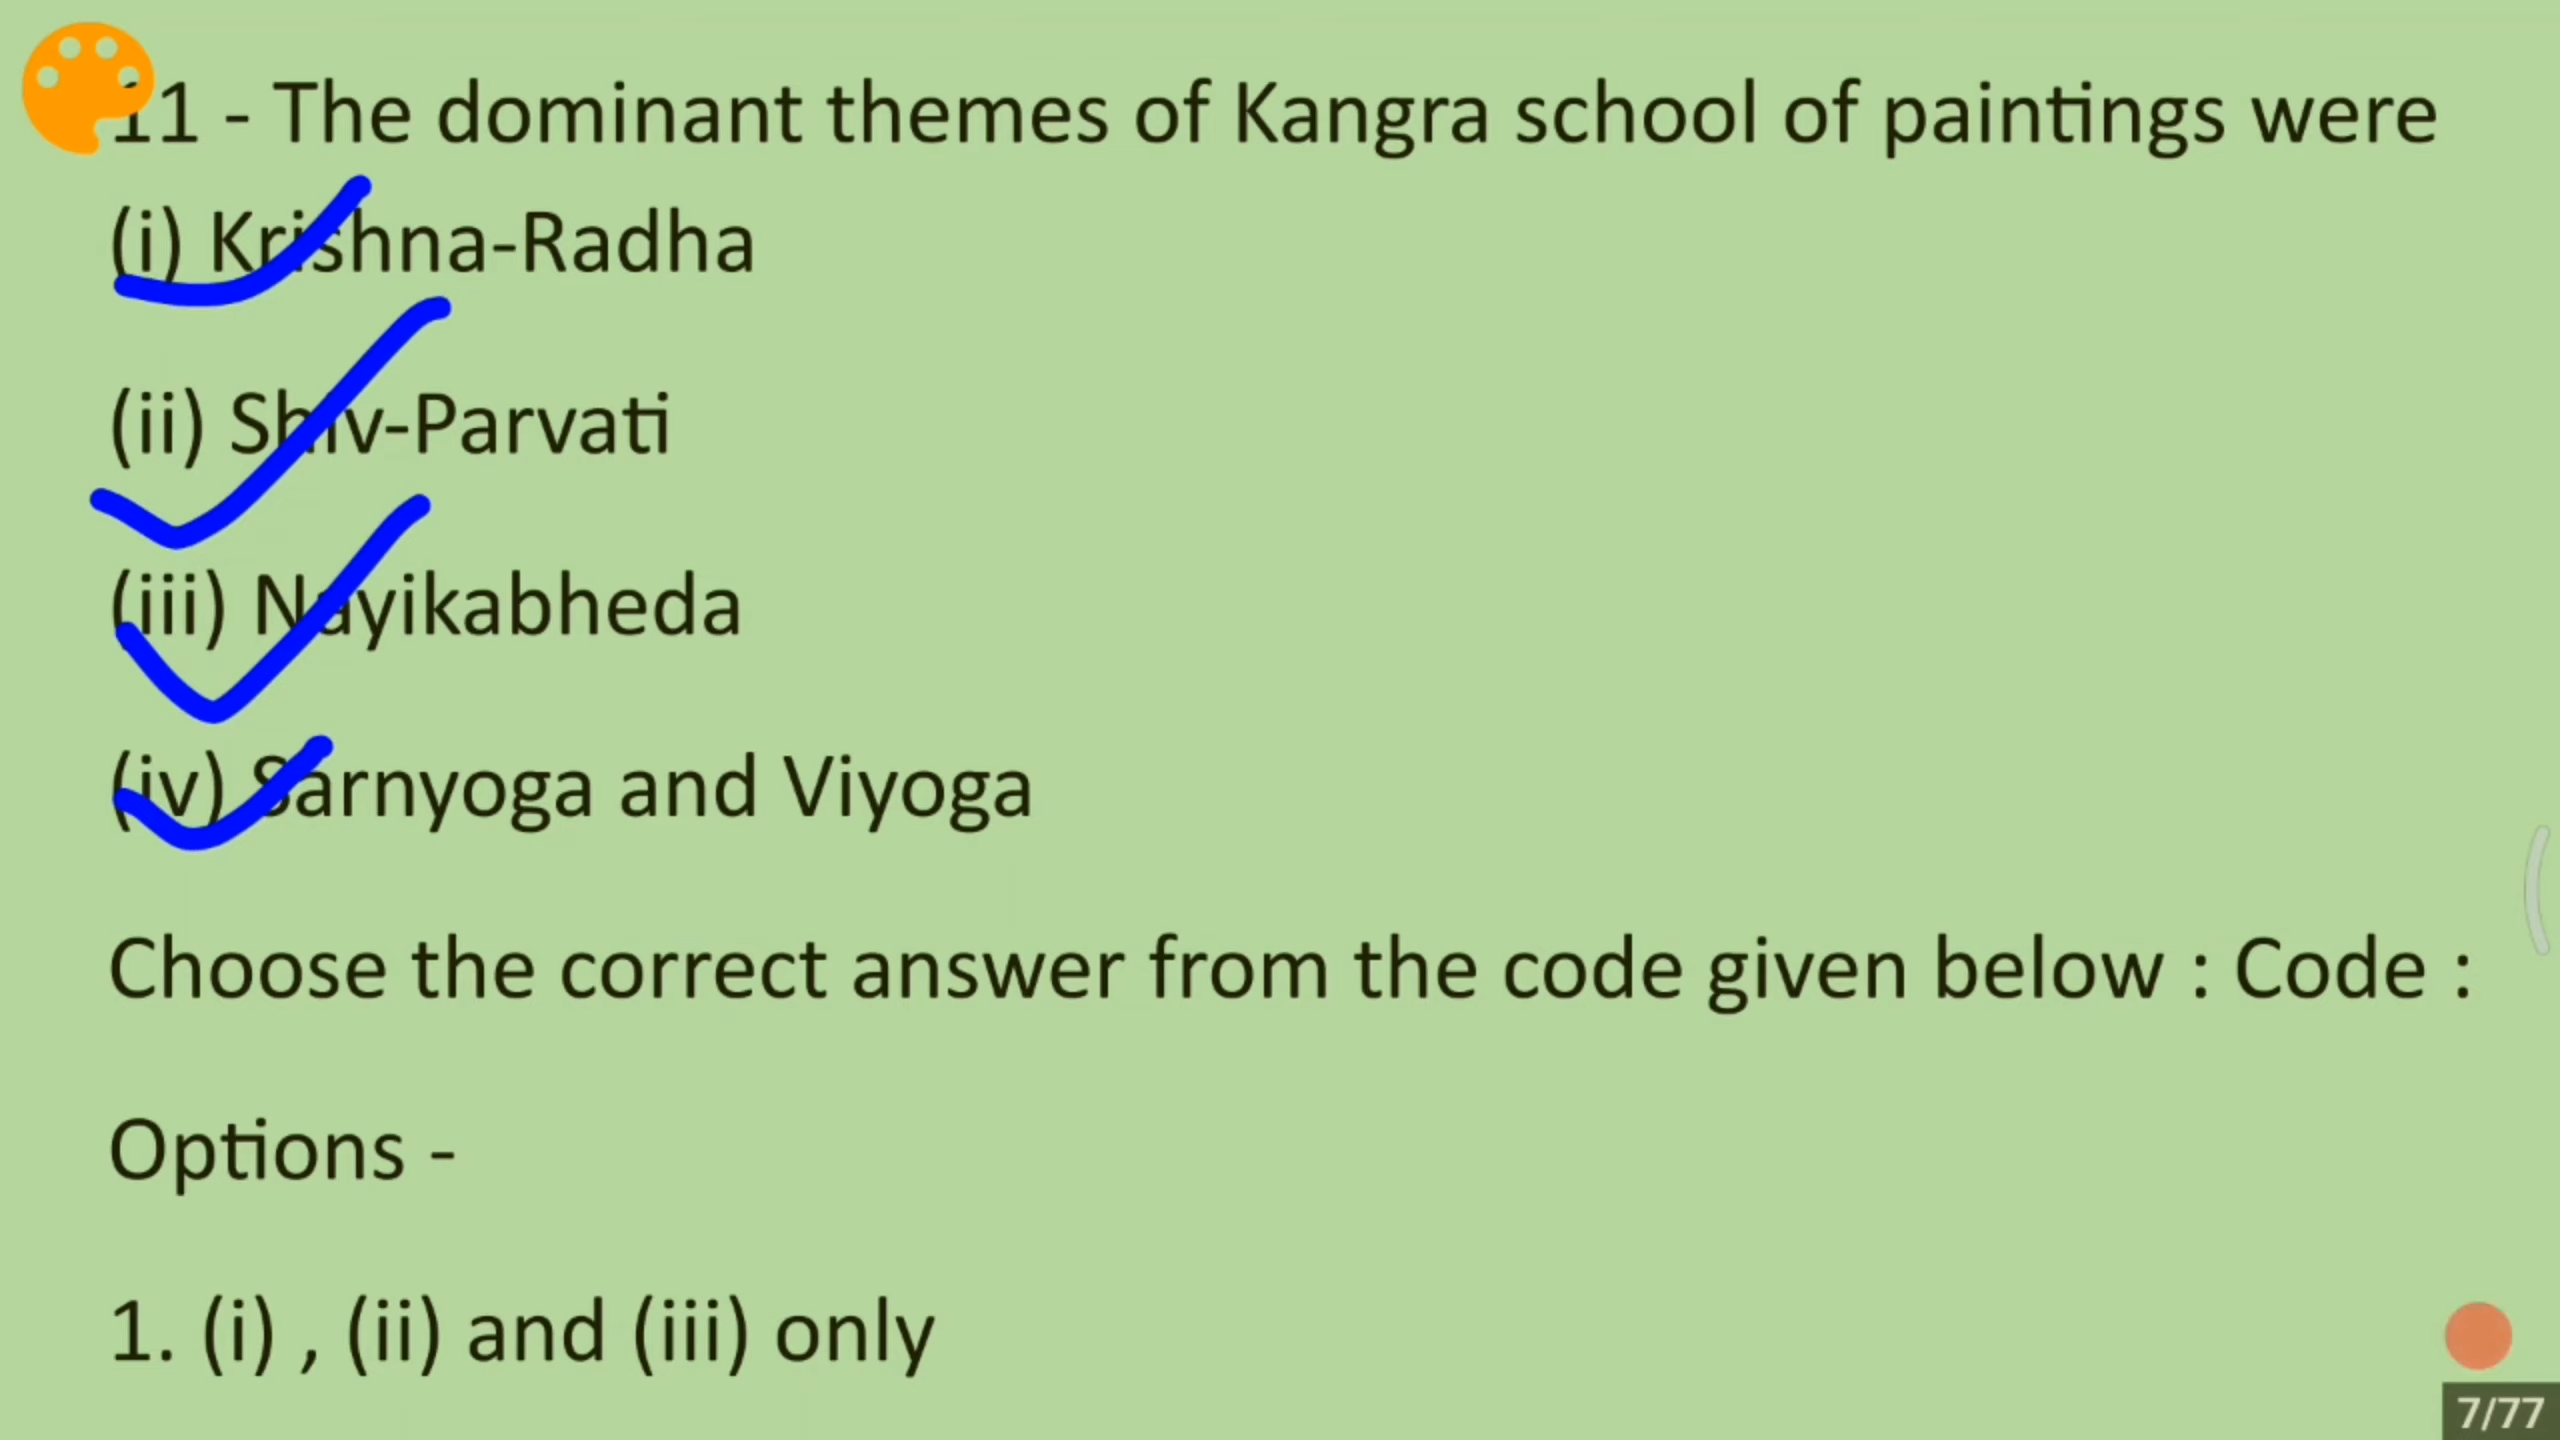 11 - The dominant themes of Kangra school of paintings were
(i) Krishna-Radha
(ii) Shiv-Parvati
(iii) Nayikabheda
(iv) Sarnyoga and Viyoga
Choose the correct answer from the code given below : Code :
Options -
1. (i) , (ii) and (iii) only
7/77